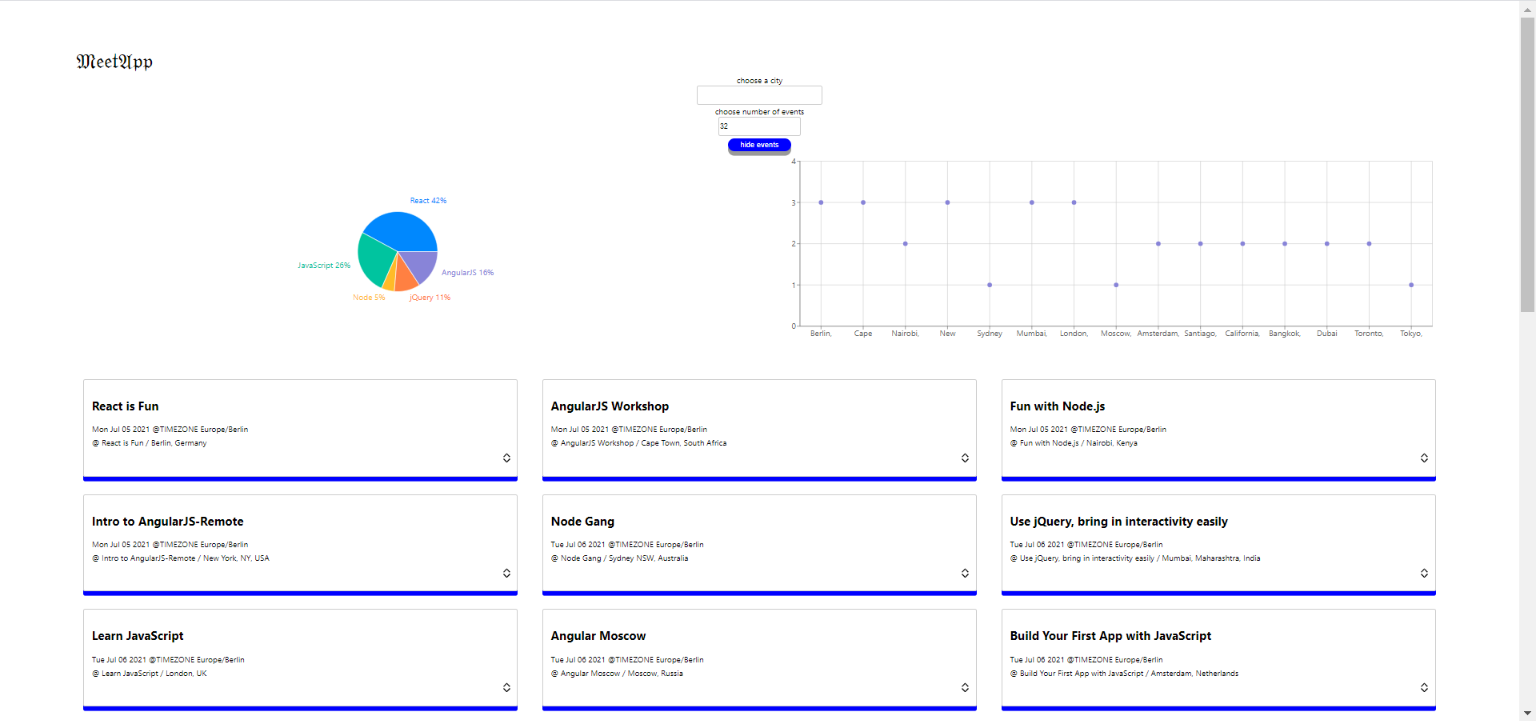 MeetApp
choose a city
choose number of events
32
hide events
React 42%
JavaScript 26%
AngularJS 16%
Node 5%
jQuery 11%
4
3
2
1
0
Berlin, Cape Nairobi, New Sydney Mumbai, London, Moscow, Amsterdam, Santiago, California, Bangkok, Dubai Toronto, Tokyo,
React is Fun
Mon Jul 05 2021 @TIMEZONE Europe/Berlin
@ React is Fun / Berlin, Germany
AngularJS Workshop
Mon Jul 05 2021 @TIMEZONE Europe/Berlin
@ AngularJS Workshop / Cape Town, South Africa
Fun with Node.js
Mon Jul 05 2021 @TIMEZONE Europe/Berlin
@ Fun with Node.js / Nairobi, Kenya
Intro to AngularJS-Remote
Mon Jul 05 2021 @TIMEZONE Europe/Berlin
@ Intro to AngularJS-Remote / New York, NY, USA
Node Gang
Tue Jul 06 2021 @TIMEZONE Europe/Berlin
@ Node Gang / Sydney NSW, Australia
Use jQuery, bring in interactivity easily
Tue Jul 06 2021 @TIMEZONE Europe/Berlin
@ Use jQuery, bring in interactivity easily / Mumbai, Maharashtra, India
Learn JavaScript
Tue Jul 06 2021 @TIMEZONE Europe/Berlin
@ Learn JavaScript / London, UK
Angular Moscow
Tue Jul 06 2021 @TIMEZONE Europe/Berlin
@ Angular Moscow / Moscow, Russia
Build Your First App with JavaScript
Tue Jul 06 2021 @TIMEZONE Europe/Berlin
@ Build Your First App with JavaScript / Amsterdam, Netherlands